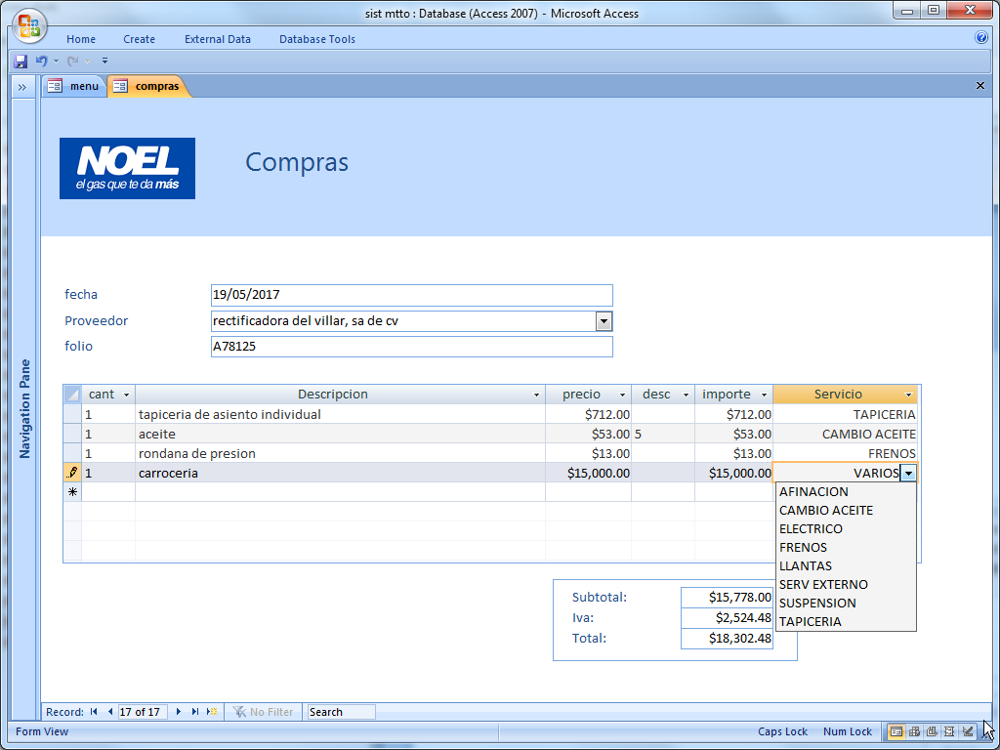 sist mtto : Database (Access 2007) - Microsoft Access
Home Create External Data Database Tools
menu compras
NOEL
el gas que te da más
Compras
Navigation Pane
fecha 19/05/2017
Proveedor rectificadora del villar, sa de cv
folio A78125
cant Descripcion precio desc importe Servicio
1 tapiceria de asiento individual $712.00 $712.00 TAPICERIA
1 aceite $53.00 5 $53.00 CAMBIO ACEITE
1 rondana de presion $13.00 $13.00 FRENOS
1 carroceria $15,000.00 $15,000.00 VARIOS
AFINACION
CAMBIO ACEITE
ELECTRICO
FRENOS
LLANTAS
SERV EXTERNO
SUSPENSION
TAPICERIA
Subtotal: $15,778.00
Iva: $2,524.48
Total: $18,302.48
Record: 17 of 17 No Filter Search
Form View Caps Lock Num Lock